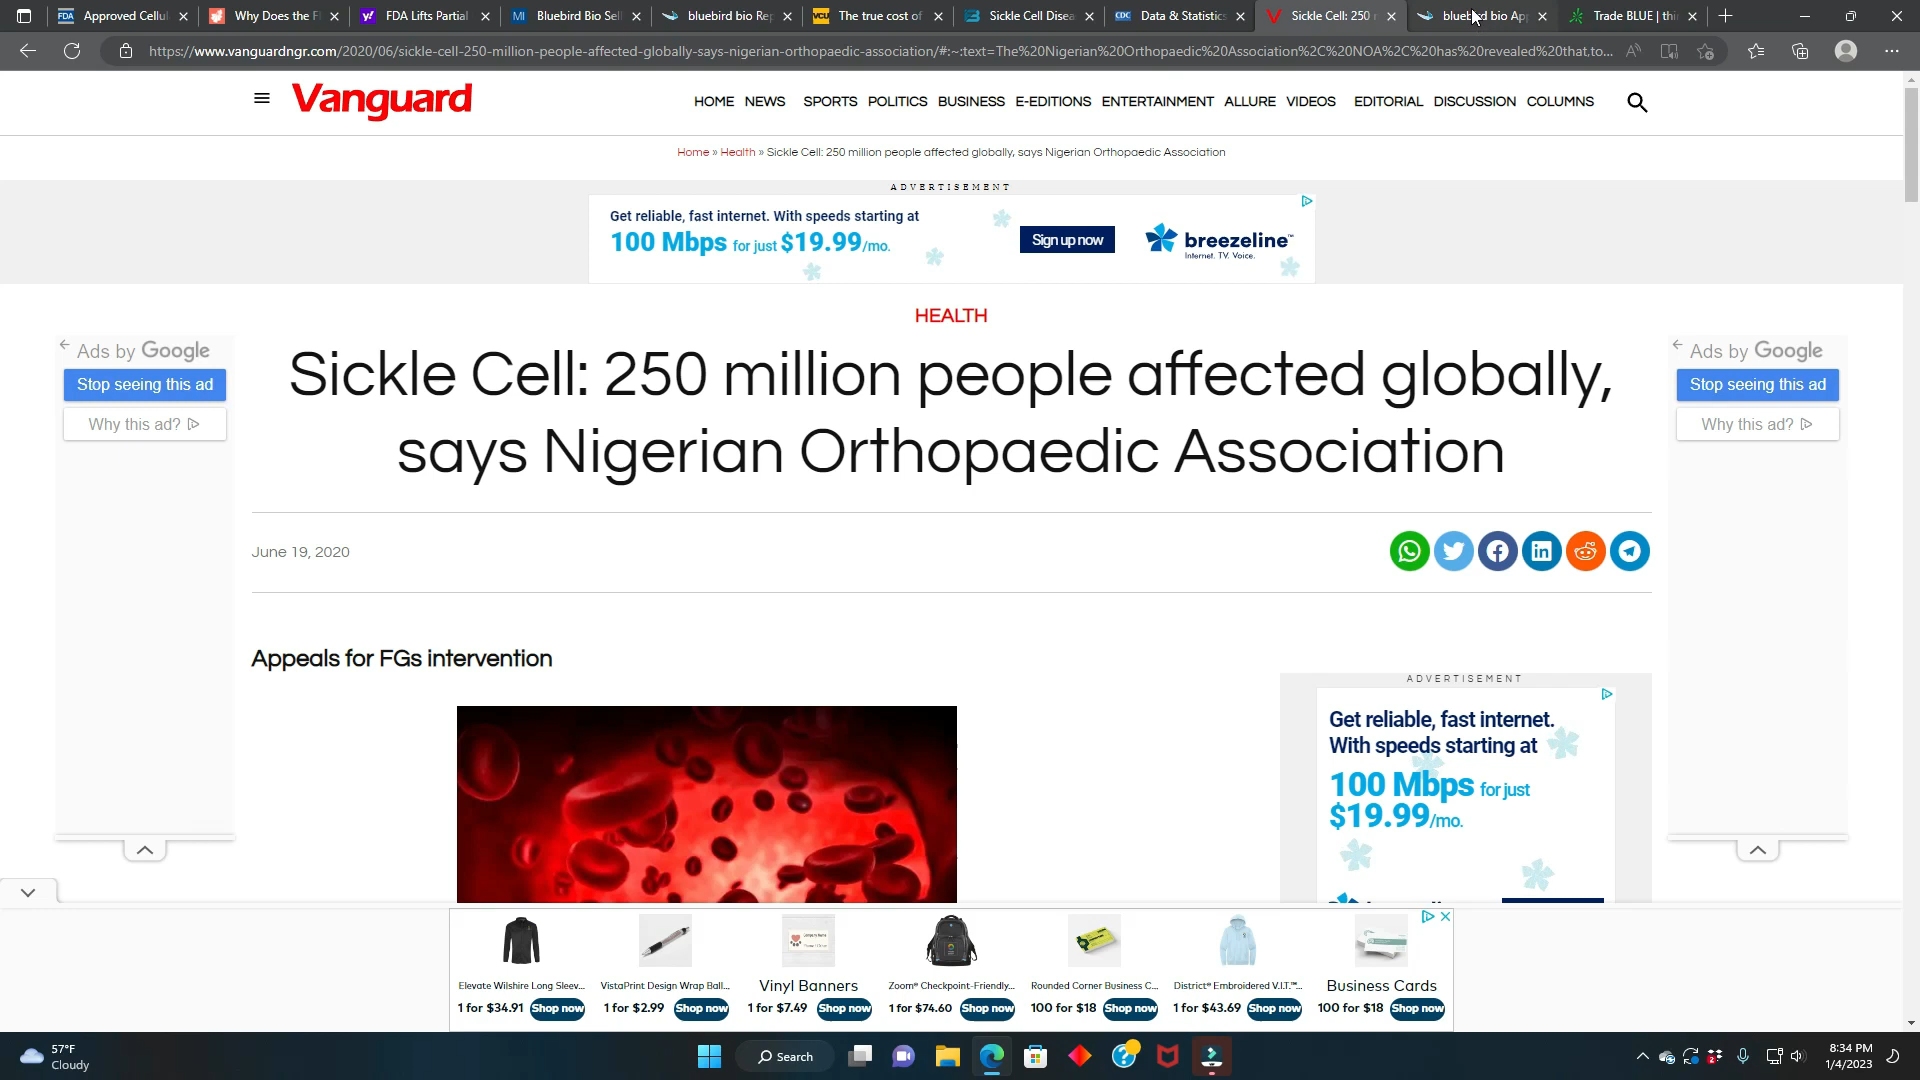 Approved Cellul
Why Does the F
FDA Lifts Partial
Bluebird Bio Sell
bluebird bio Rep
The true cost of
Sickle Cell Disea
Data & Statistics
Sickle Cell: 250
bluebird bio App
Trade BLUE | thi
https://www.vanguardngr.com/2020/06/sickle-cell-250-million-people-affected-globally-says-nigerian-orthopaedic-association/#:~:text=The%20Nigerian%20Orthopaedic%20Association%2C%20NOA%2C%20has%20revealed%20that,to...
Vanguard
HOME NEWS SPORTS POLITICS BUSINESS E-EDITIONS ENTERTAINMENT ALLURE VIDEOS EDITORIAL DISCUSSION COLUMNS
Home » Health » Sickle Cell: 250 million people affected globally, says Nigerian Orthopaedic Association
ADVERTISEMENT
Get reliable, fast internet. With speeds starting at
100 Mbps for just $19.99/mo.
Sign up now
breezeline™
Internet. TV. Voice.
HEALTH
Ads by Google
Stop seeing this ad
Why this ad?
Sickle Cell: 250 million people affected globally,
says Nigerian Orthopaedic Association
Ads by Google
Stop seeing this ad
Why this ad?
June 19, 2020
Appeals for FGs intervention
ADVERTISEMENT
Get reliable, fast internet.
With speeds starting at
100 Mbps for just
$19.99/mo.
Elevate Wilshire Long Sleev...
1 for $34.91 Shop now
VistaPrint Design Wrap Ball...
1 for $2.99 Shop now
Vinyl Banners
1 for $7.49 Shop now
Zoom® Checkpoint-Friendly...
1 for $74.60 Shop now
Rounded Corner Business C...
100 for $18 Shop now
District® Embroidered V.I.T.™...
1 for $43.69 Shop now
Business Cards
100 for $18 Shop now
57°F
Cloudy
Search
8:34 PM
1/4/2023